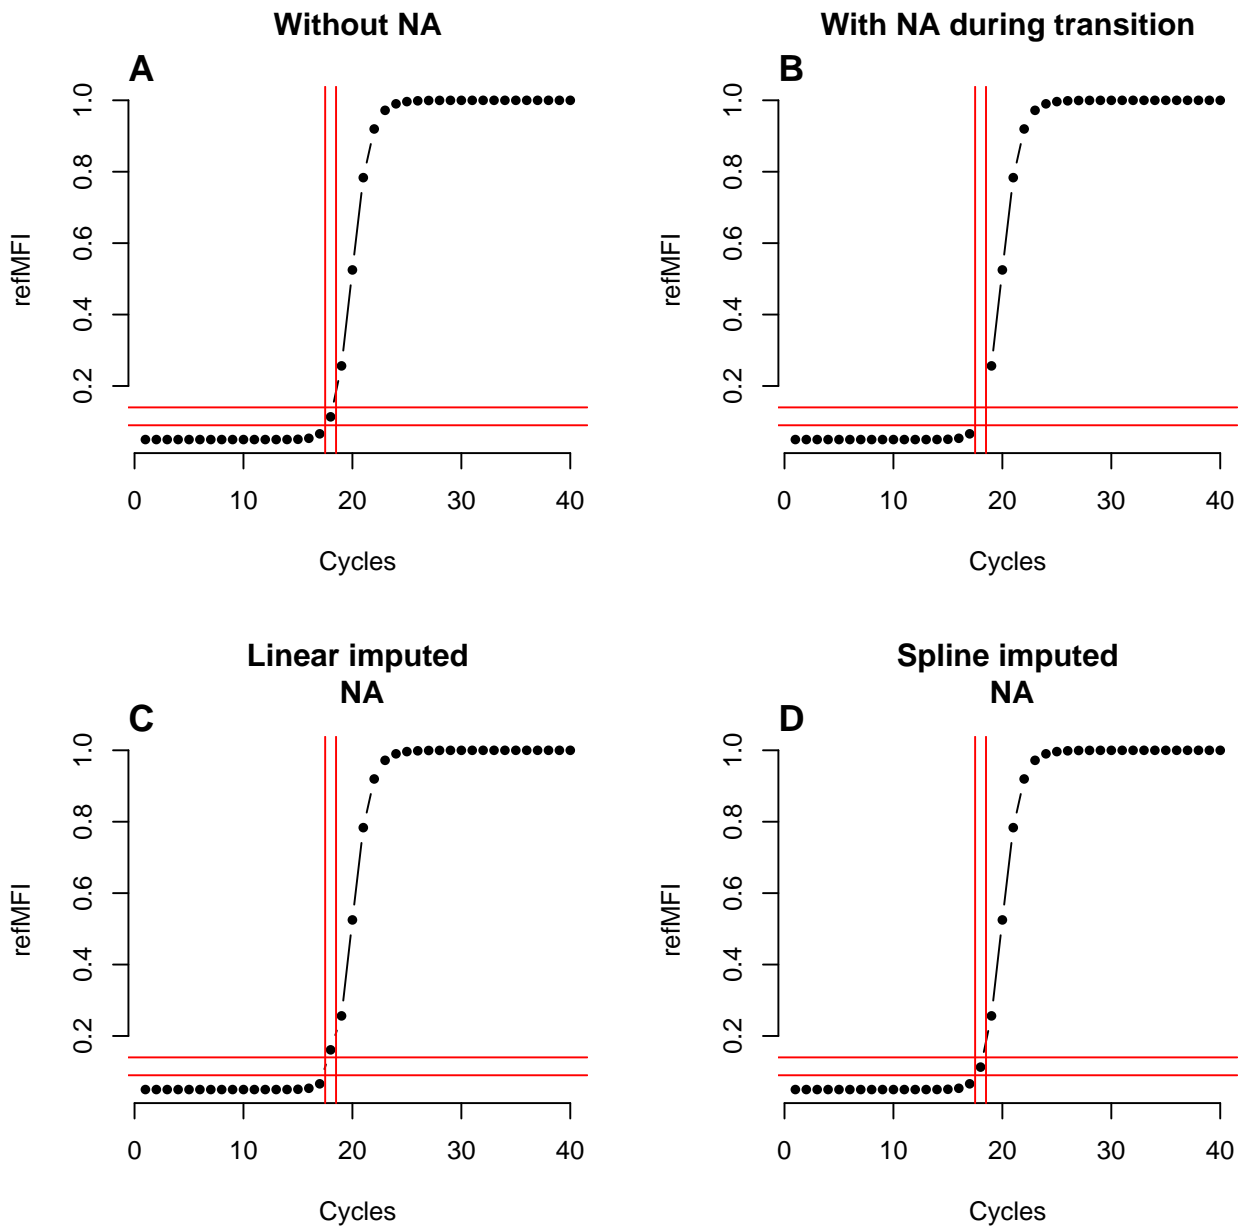 Without NA
A
refMFI
1.0
0.8
0.6
0.4
0.2
0 10 20 30 40
Cycles
With NA during transition
B
refMFI
1.0
0.8
0.6
0.4
0.2
0 10 20 30 40
Cycles
Linear imputed
NA
C
refMFI
1.0
0.8
0.6
0.4
0.2
0 10 20 30 40
Cycles
Spline imputed
NA
D
refMFI
1.0
0.8
0.6
0.4
0.2
0 10 20 30 40
Cycles